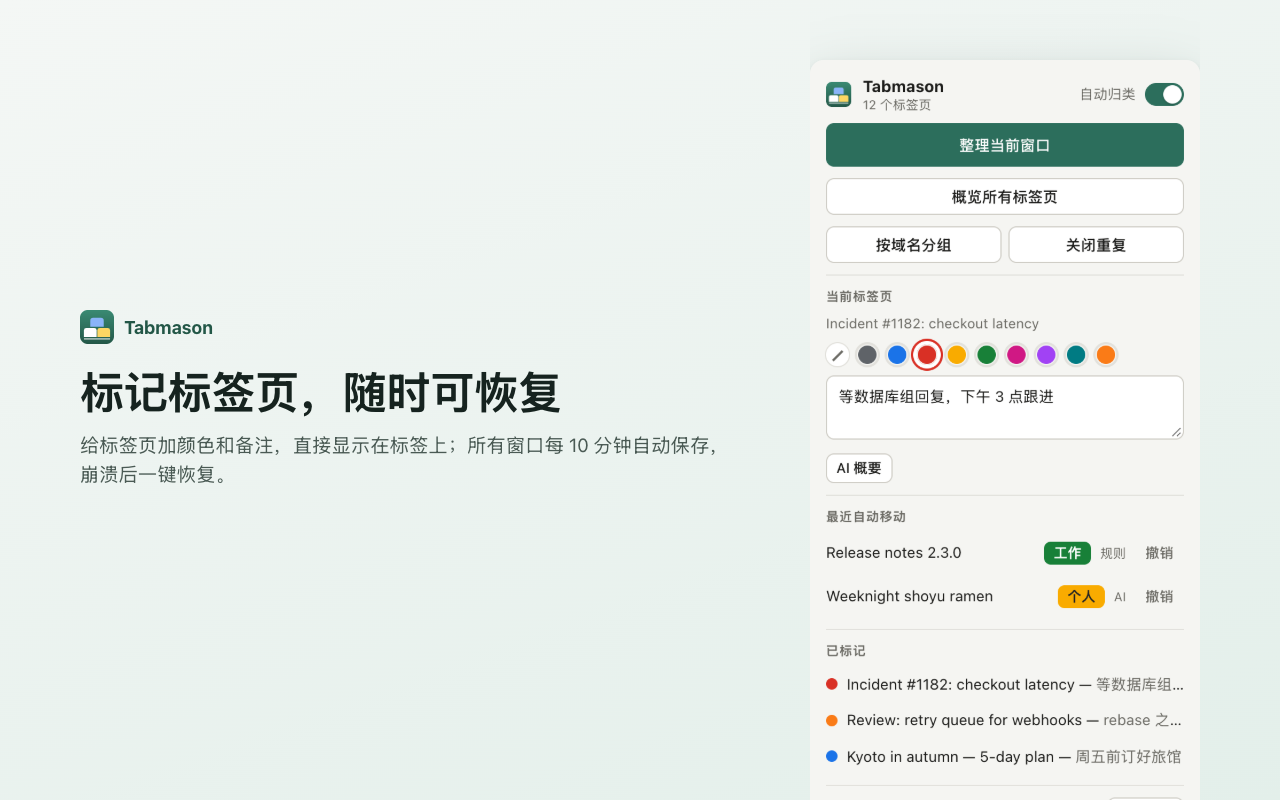 Tabmason
标记标签页，随时可恢复
给标签页加颜色和备注，直接显示在标签上；所有窗口每 10 分钟自动保存，
崩溃后一键恢复。
Tabmason
12 个标签页
自动归类
整理当前窗口
概览所有标签页
按域名分组
关闭重复
当前标签页
Incident #1182: checkout latency
等数据库组回复，下午 3 点跟进
AI 概要
最近自动移动
Release notes 2.3.0
工作
规则
撤销
Weeknight shoyu ramen
个人
AI
撤销
已标记
Incident #1182: checkout latency — 等数据库组...
Review: retry queue for webhooks — rebase 之...
Kyoto in autumn — 5-day plan — 周五前订好旅馆